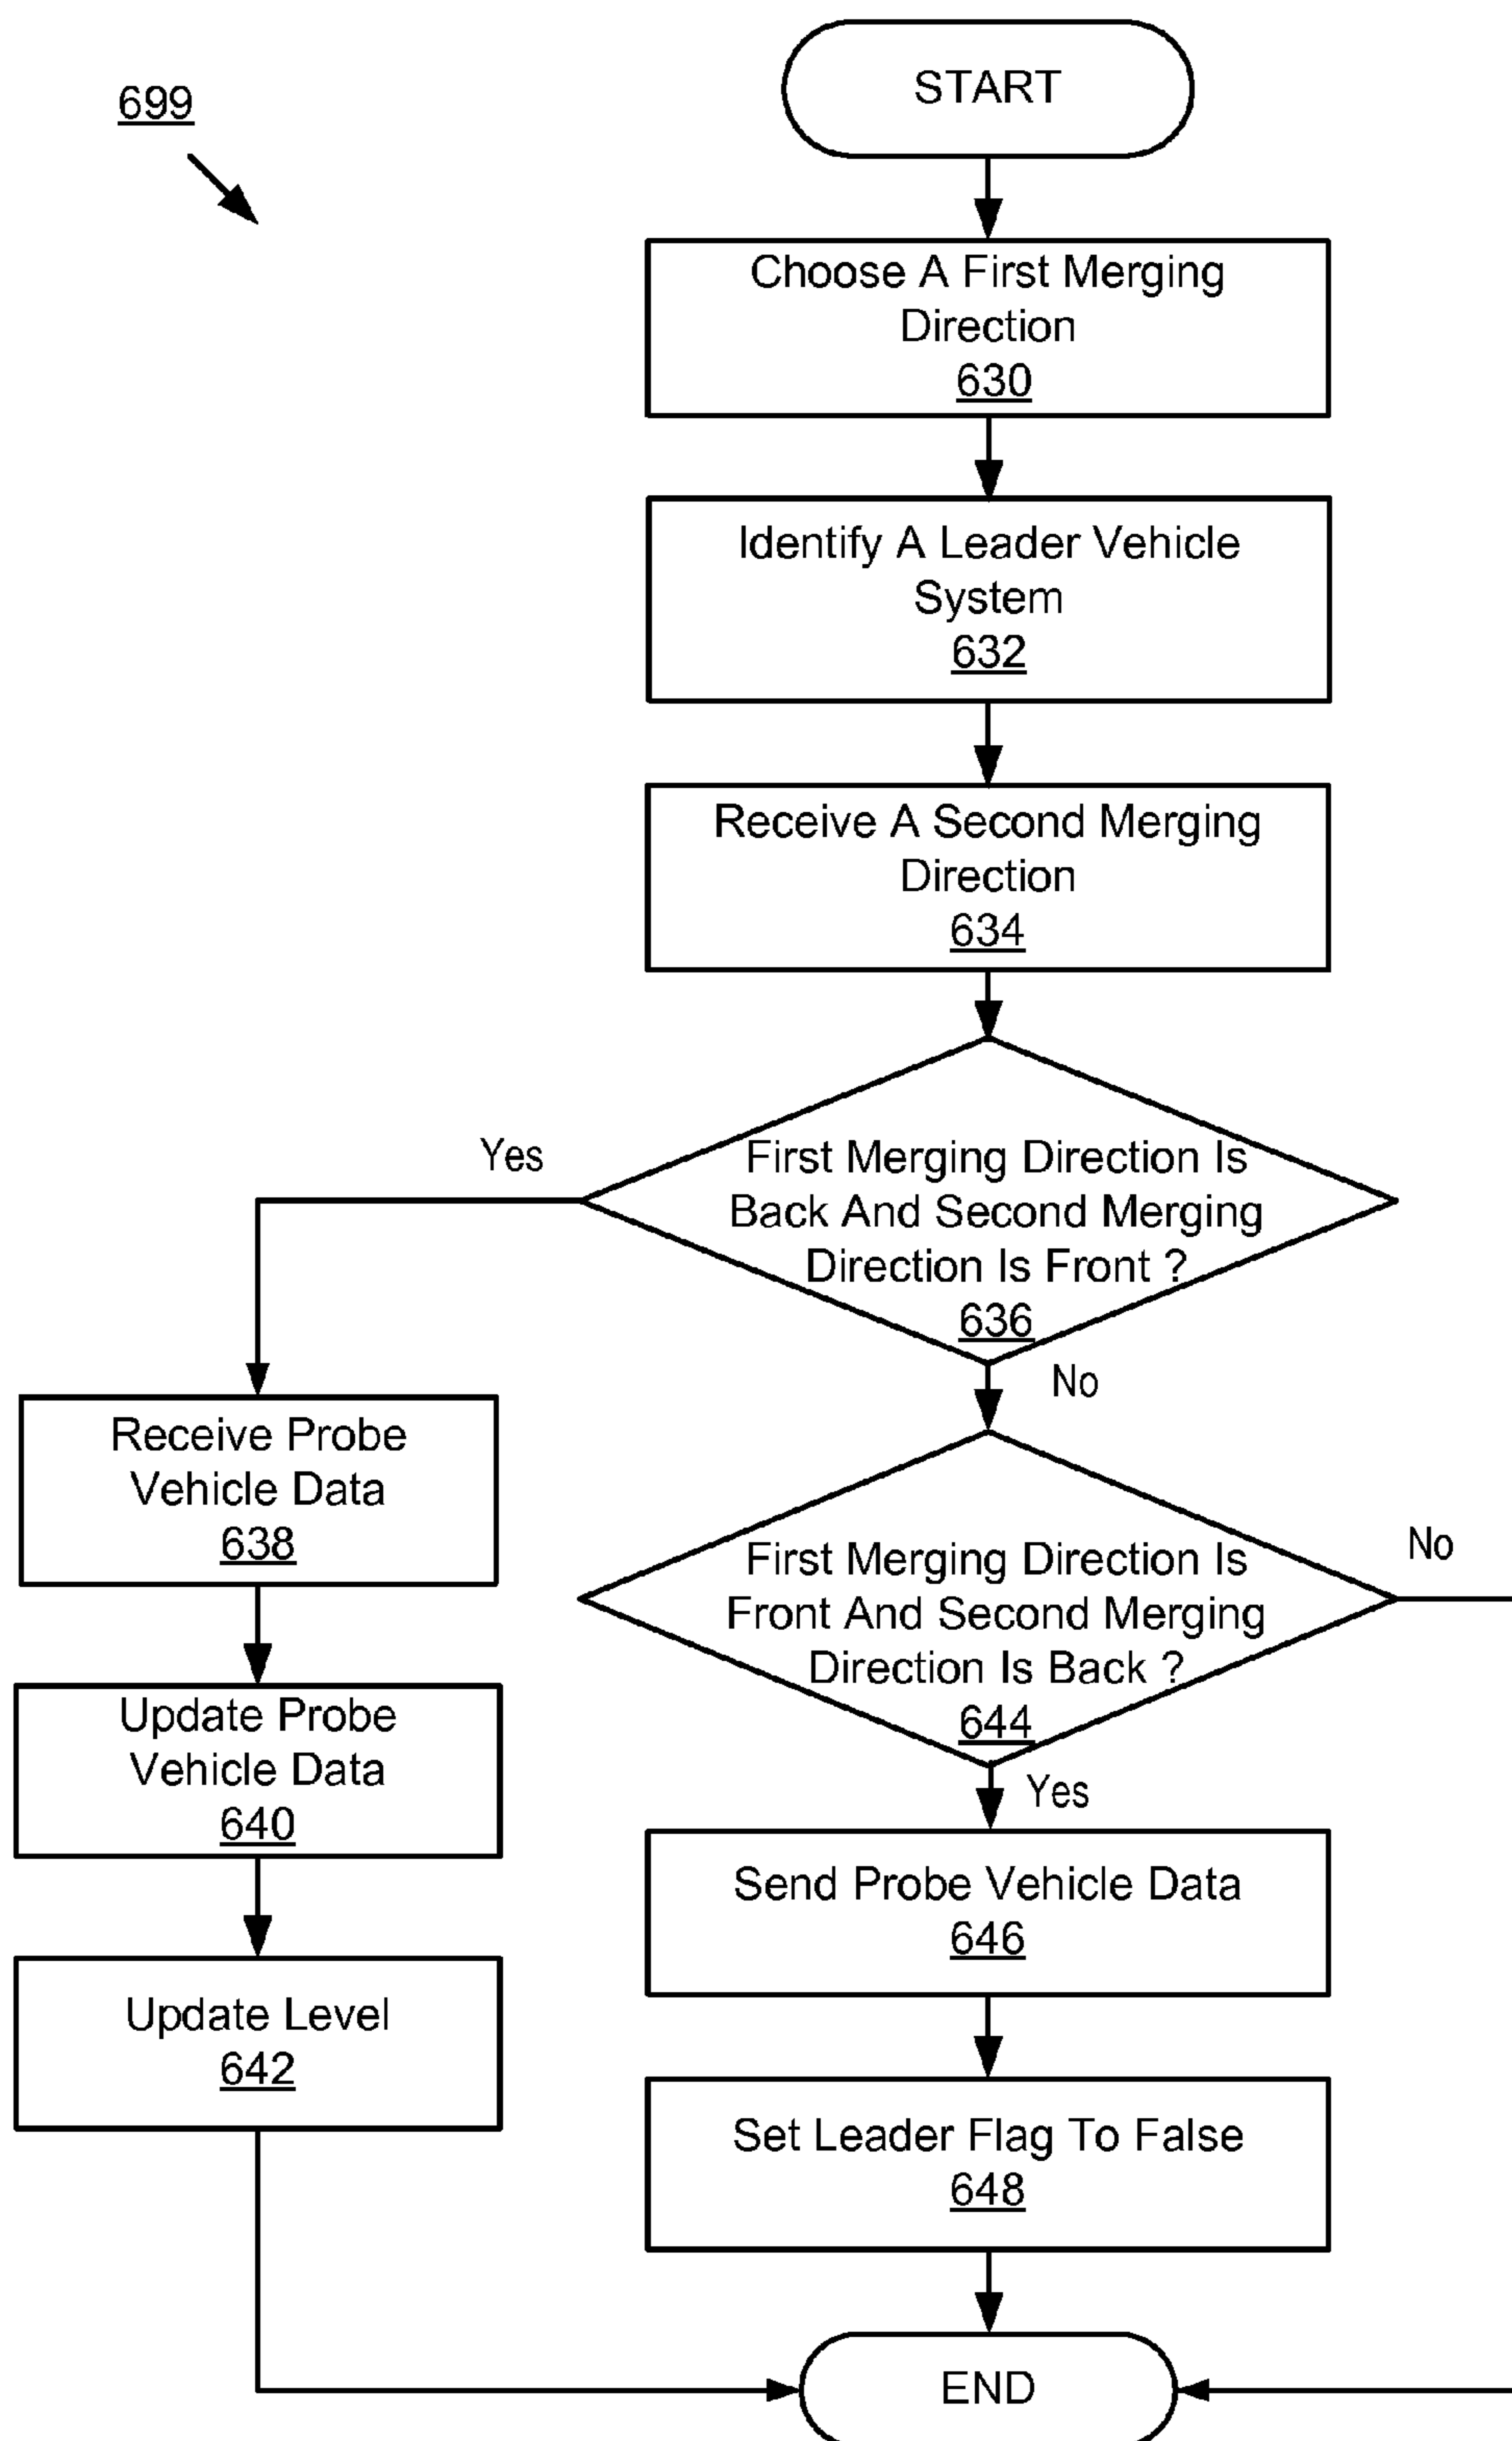 699
START
Choose A First Merging
Direction
630
Identify A Leader Vehicle
System
632
Receive A Second Merging
Direction
634
Yes
First Merging Direction Is
Back And Second Merging
Direction Is Front ?
636
No
Receive Probe
Vehicle Data
638
First Merging Direction Is
Front And Second Merging
Direction Is Back ?
644
No
Yes
Update Probe
Vehicle Data
640
Send Probe Vehicle Data
646
Update Level
642
Set Leader Flag To False
648
END